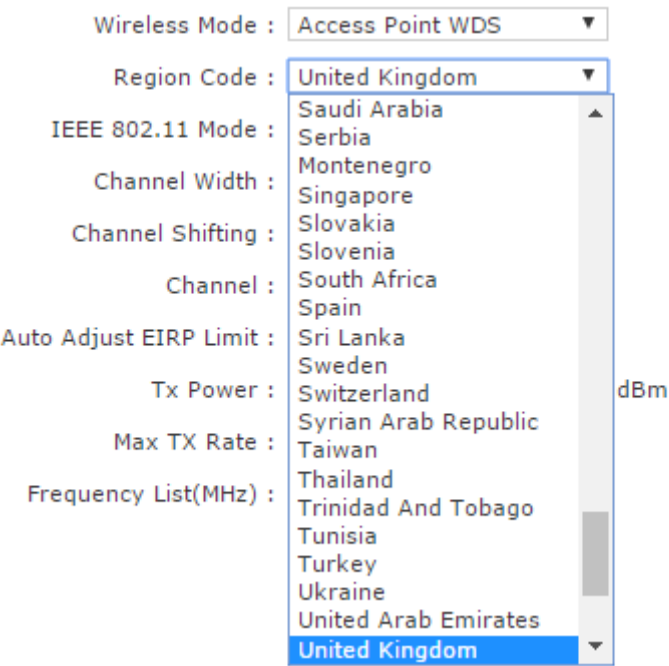 Wireless Mode : Access Point WDS
Region Code : United Kingdom
Saudi Arabia
IEEE 802.11 Mode : Serbia
Montenegro
Channel Width : Singapore
Slovakia
Channel Shifting : Slovenia
South Africa
Channel : Spain
Auto Adjust EIRP Limit : Sri Lanka
Sweden
Tx Power : Switzerland dBm
Syrian Arab Republic
Max TX Rate : Taiwan
Thailand
Frequency List(MHz) : Trinidad And Tobago
Tunisia
Turkey
Ukraine
United Arab Emirates
United Kingdom